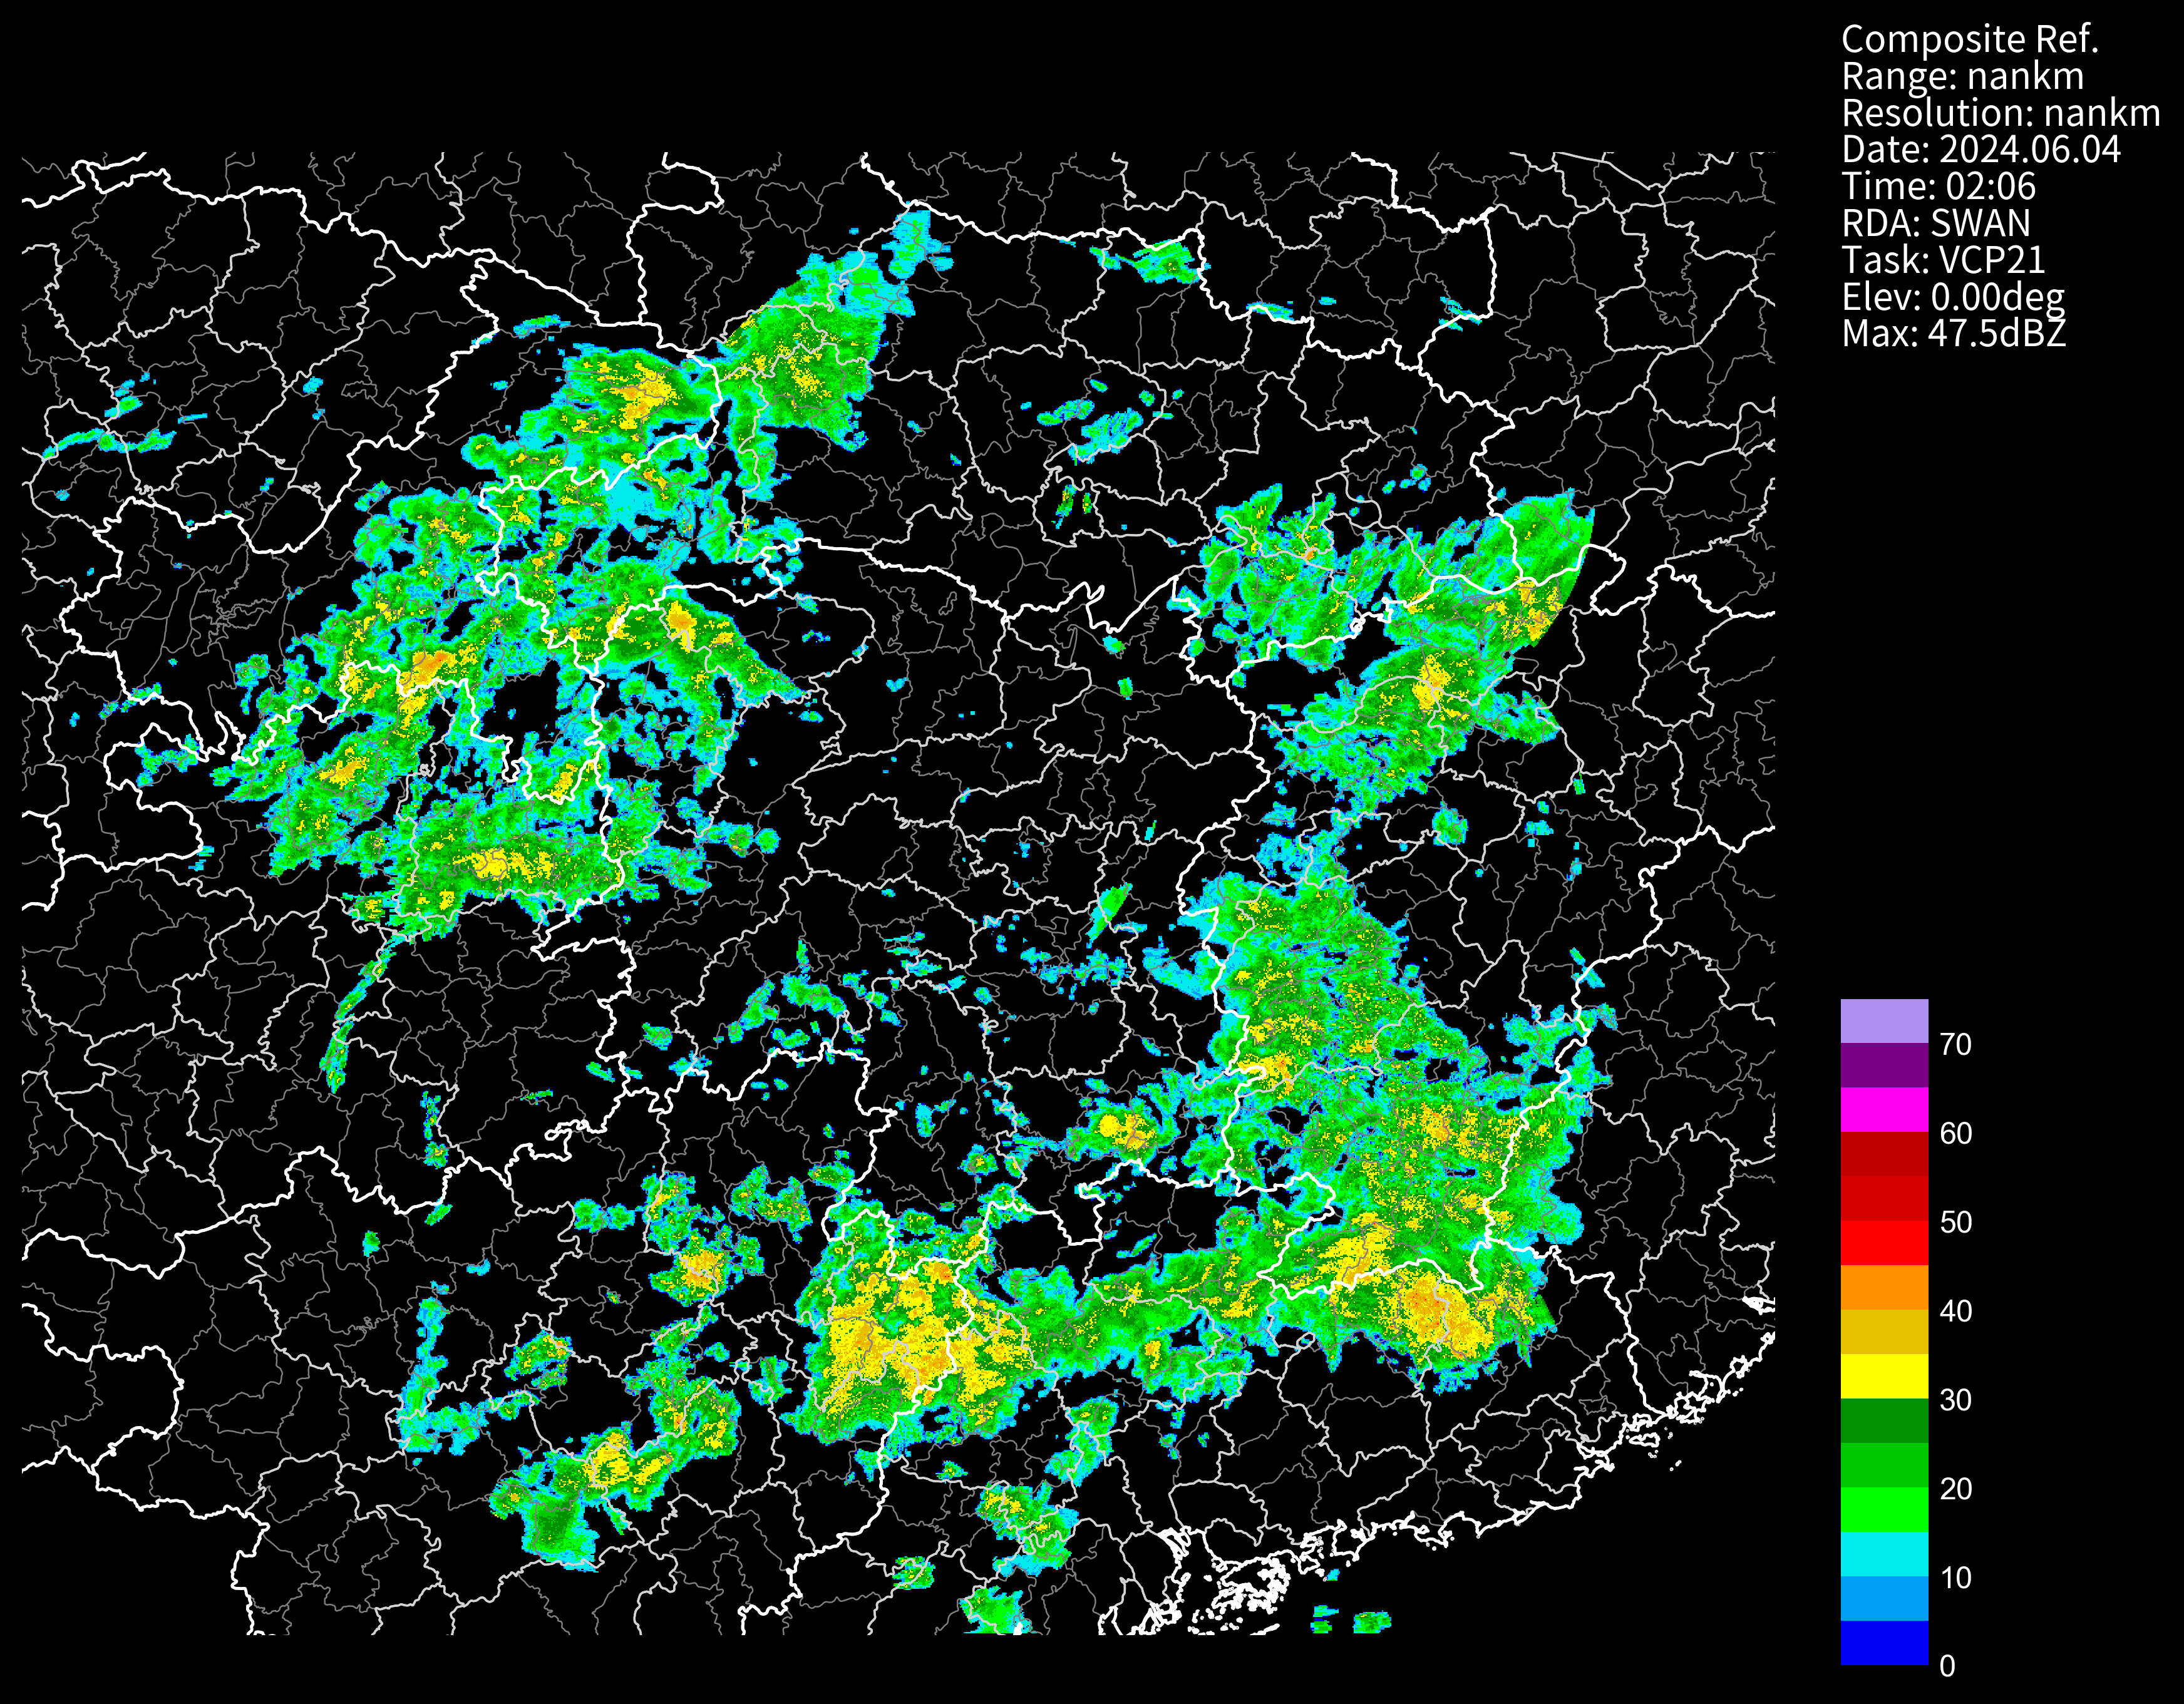 Composite Ref.
Range: nankm
Resolution: nankm
Date: 2024.06.04
Time: 02:06
RDA: SWAN
Task: VCP21
Elev: 0.00deg
Max: 47.5dBZ
70
60
50
40
30
20
10
0